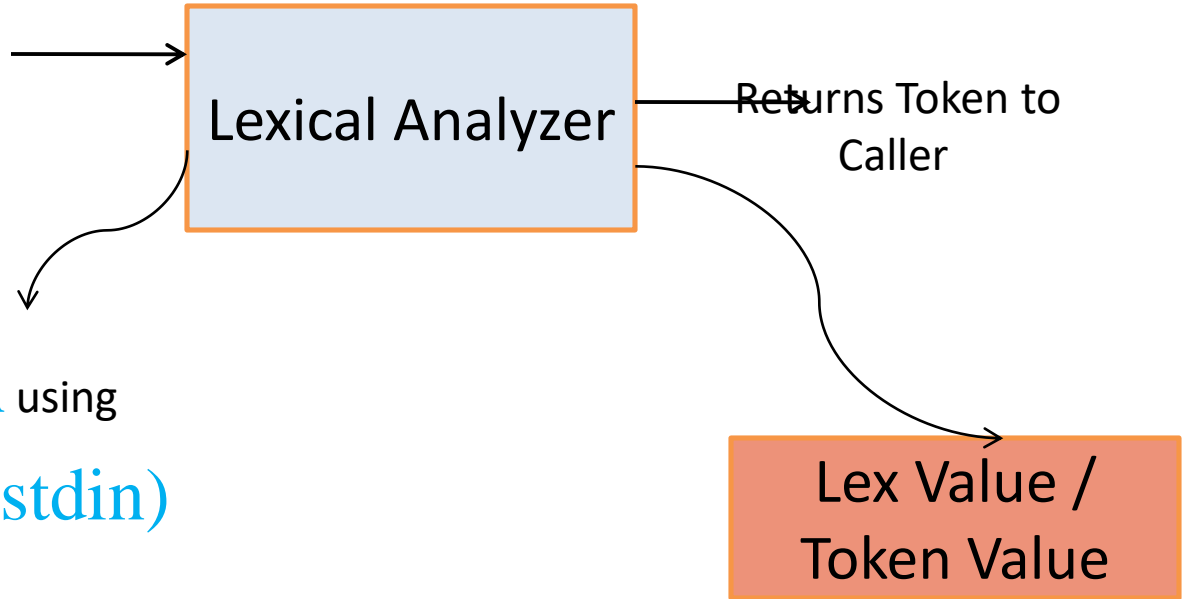 Lexical Analyzer
Returns Token to
Caller
using
stdin)
Lex Value /
Token Value